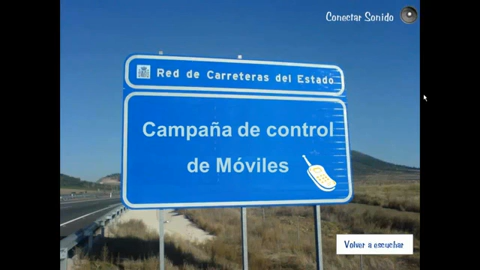 Conectar Sonido
Red de Carreteras del Estado
Campaña de control
de Móviles
Volver a escuchar